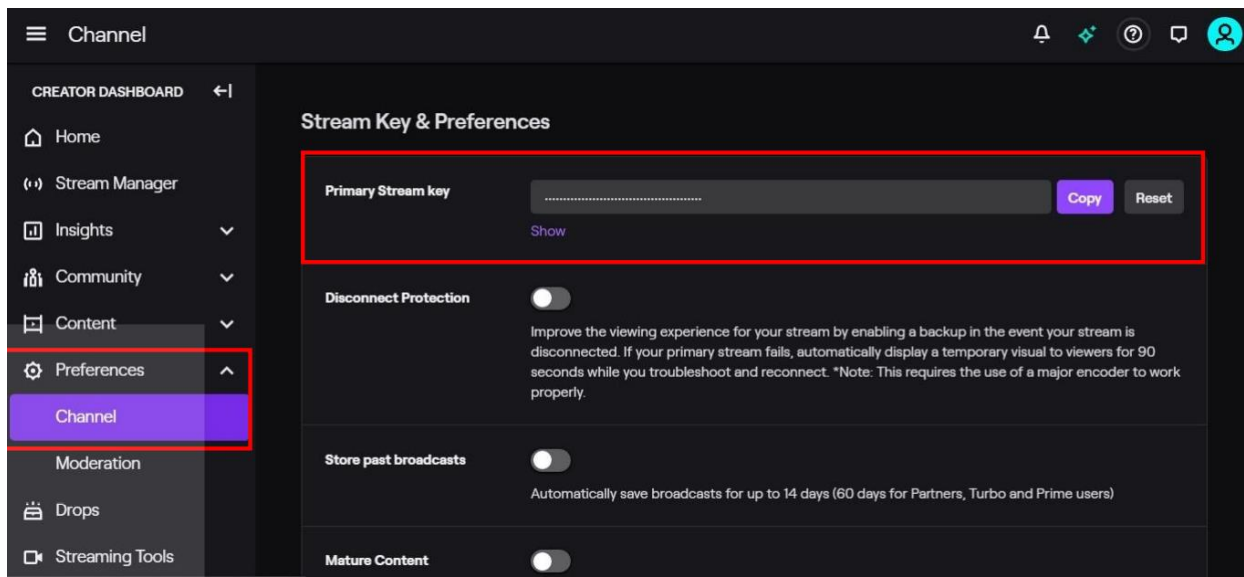 Channel
CREATOR DASHBOARD
Home
Stream Manager
Insights
Community
Content
Preferences
Channel
Moderation
Drops
Streaming Tools
Stream Key & Preferences
Primary Stream key
Copy
Reset
Show
Disconnect Protection
Improve the viewing experience for your stream by enabling a backup in the event your stream is
disconnected. If your primary stream fails, automatically display a temporary visual to viewers for 90
seconds while you troubleshoot and reconnect. *Note: This requires the use of a major encoder to work
properly.
Store past broadcasts
Automatically save broadcasts for up to 14 days (60 days for Partners, Turbo and Prime users)
Mature Content